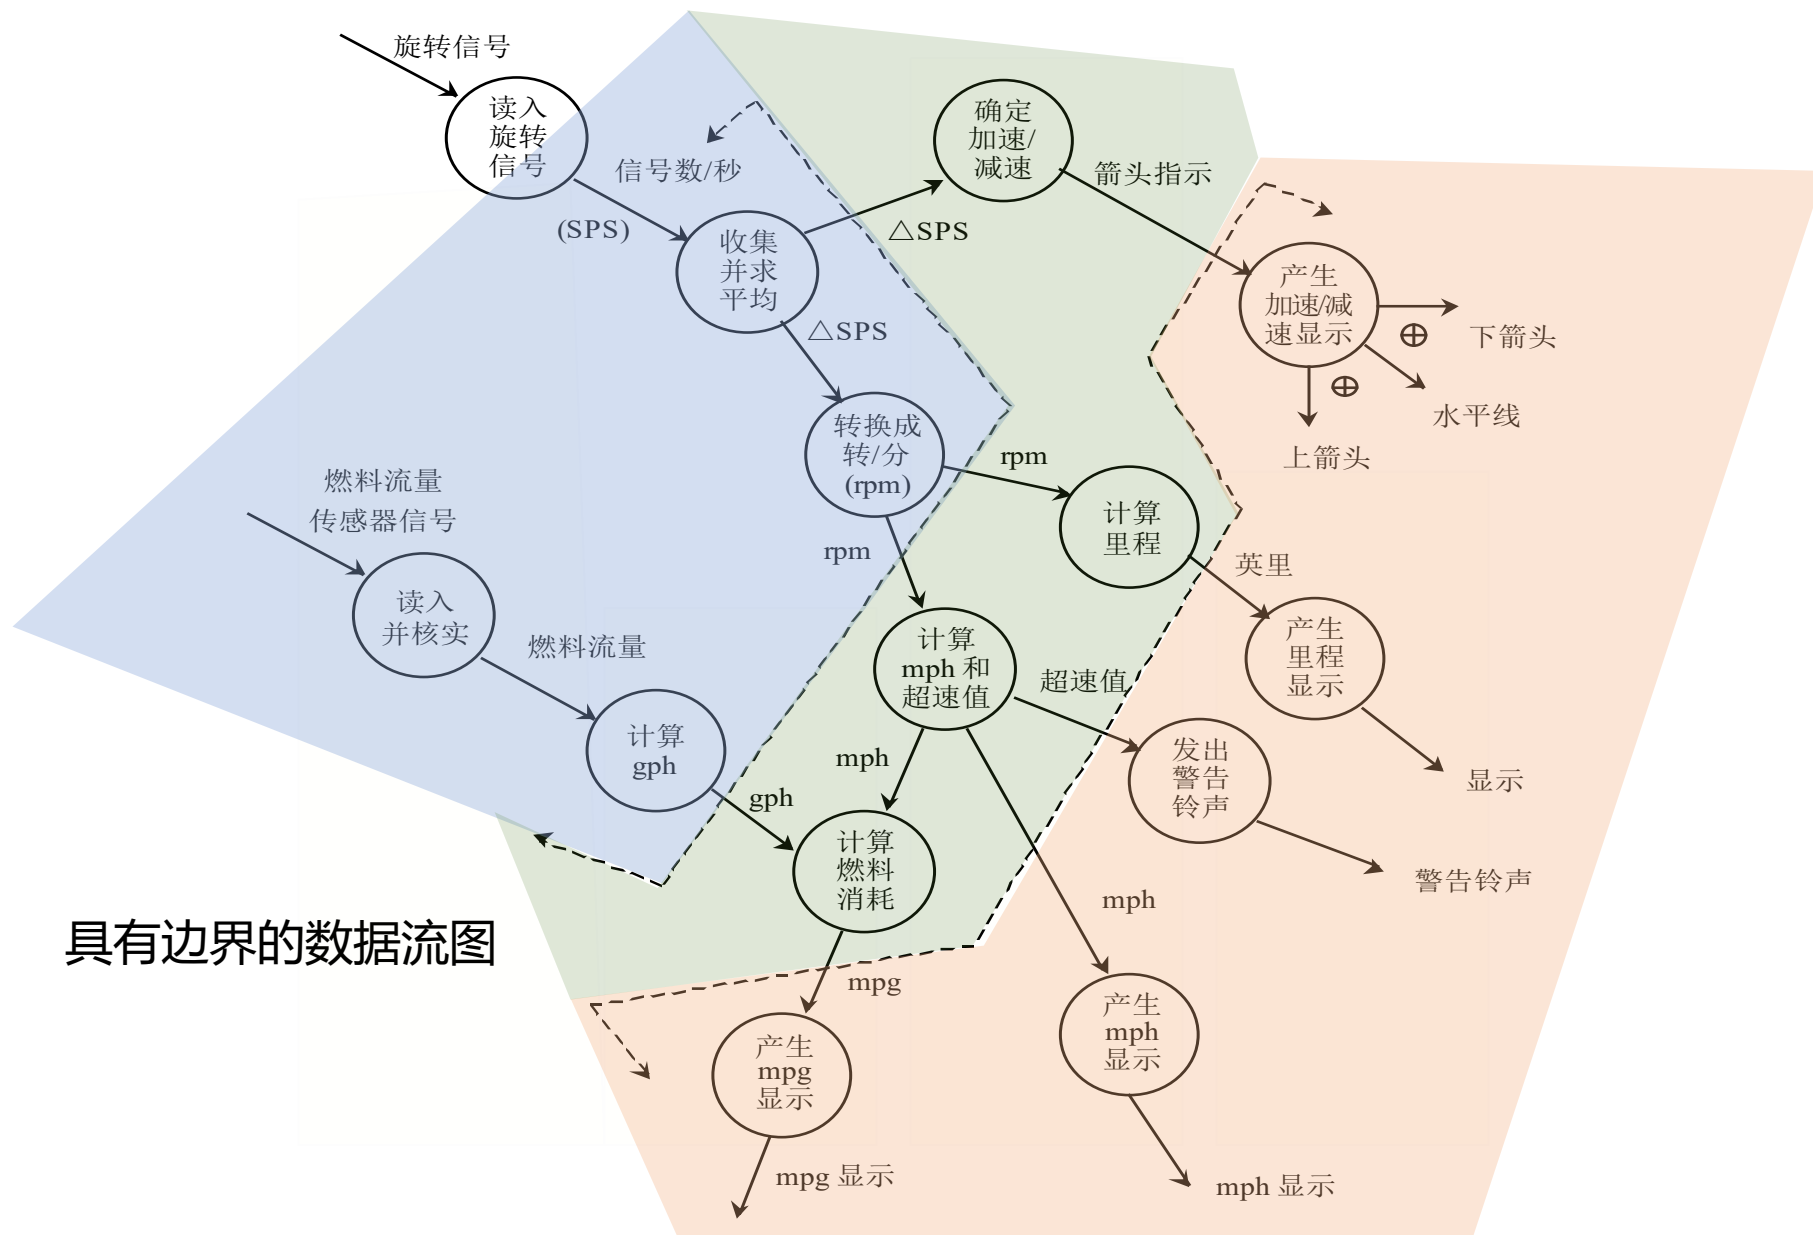 旋转信号
读入
旋转
信号
信号数/秒
(SPS)
收集
并求
平均
△SPS
确定
加速/
减速
箭头指示
△SPS
产生
加速/减
速显示
⊕
下箭头
⊕
水平线
上箭头
转换成
转/分
(rpm)
rpm
计算
里程
英里
产生
里程
显示
显示
燃料流量
传感器信号
读入
并核实
燃料流量
计算
gph
rpm
计算
mph 和
超速值
超速值
发出
警告
铃声
警告铃声
mph
gph
计算
燃料
消耗
mph
具有边界的数据流图
mpg
产生
mpg
显示
mpg 显示
产生
mph
显示
mph 显示